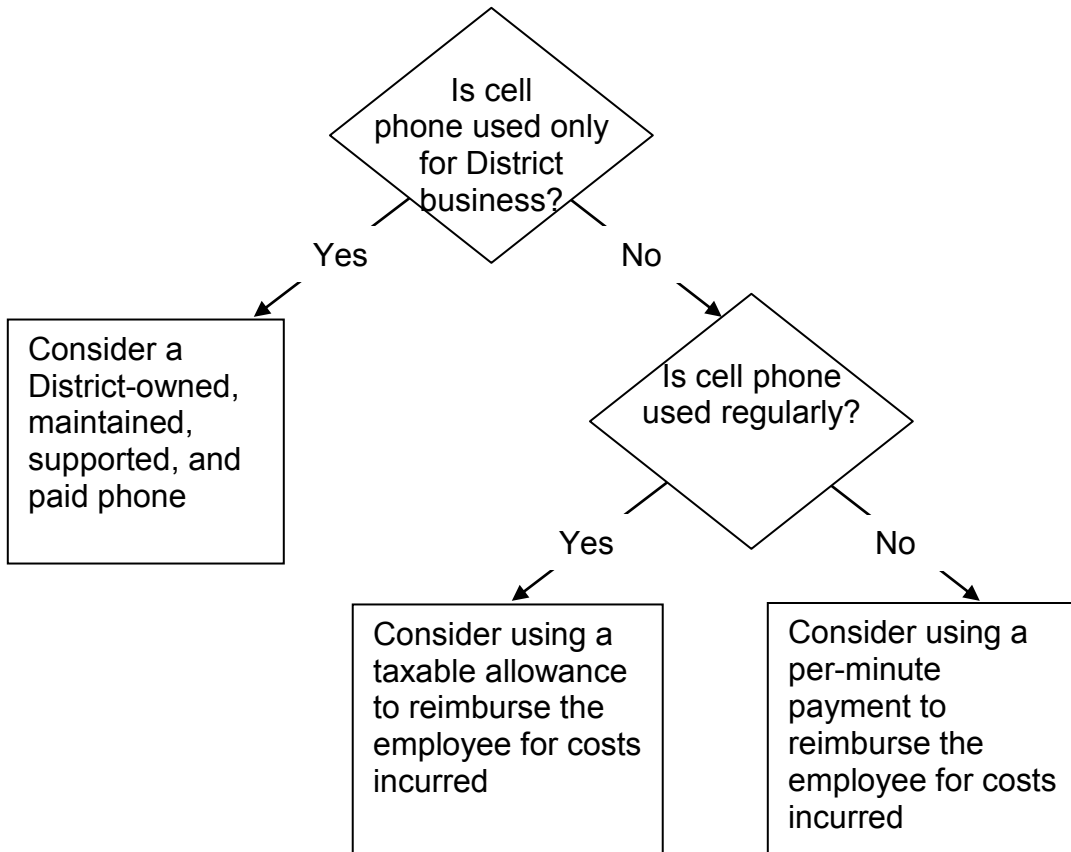 Is cell
phone used only
for District
business?
Yes
No
Consider a
District-owned,
maintained,
supported, and
paid phone
Is cell phone
used regularly?
Yes
No
Consider using a
taxable allowance
to reimburse the
employee for costs
incurred
Consider using a
per-minute
payment to
reimburse the
employee for costs
incurred